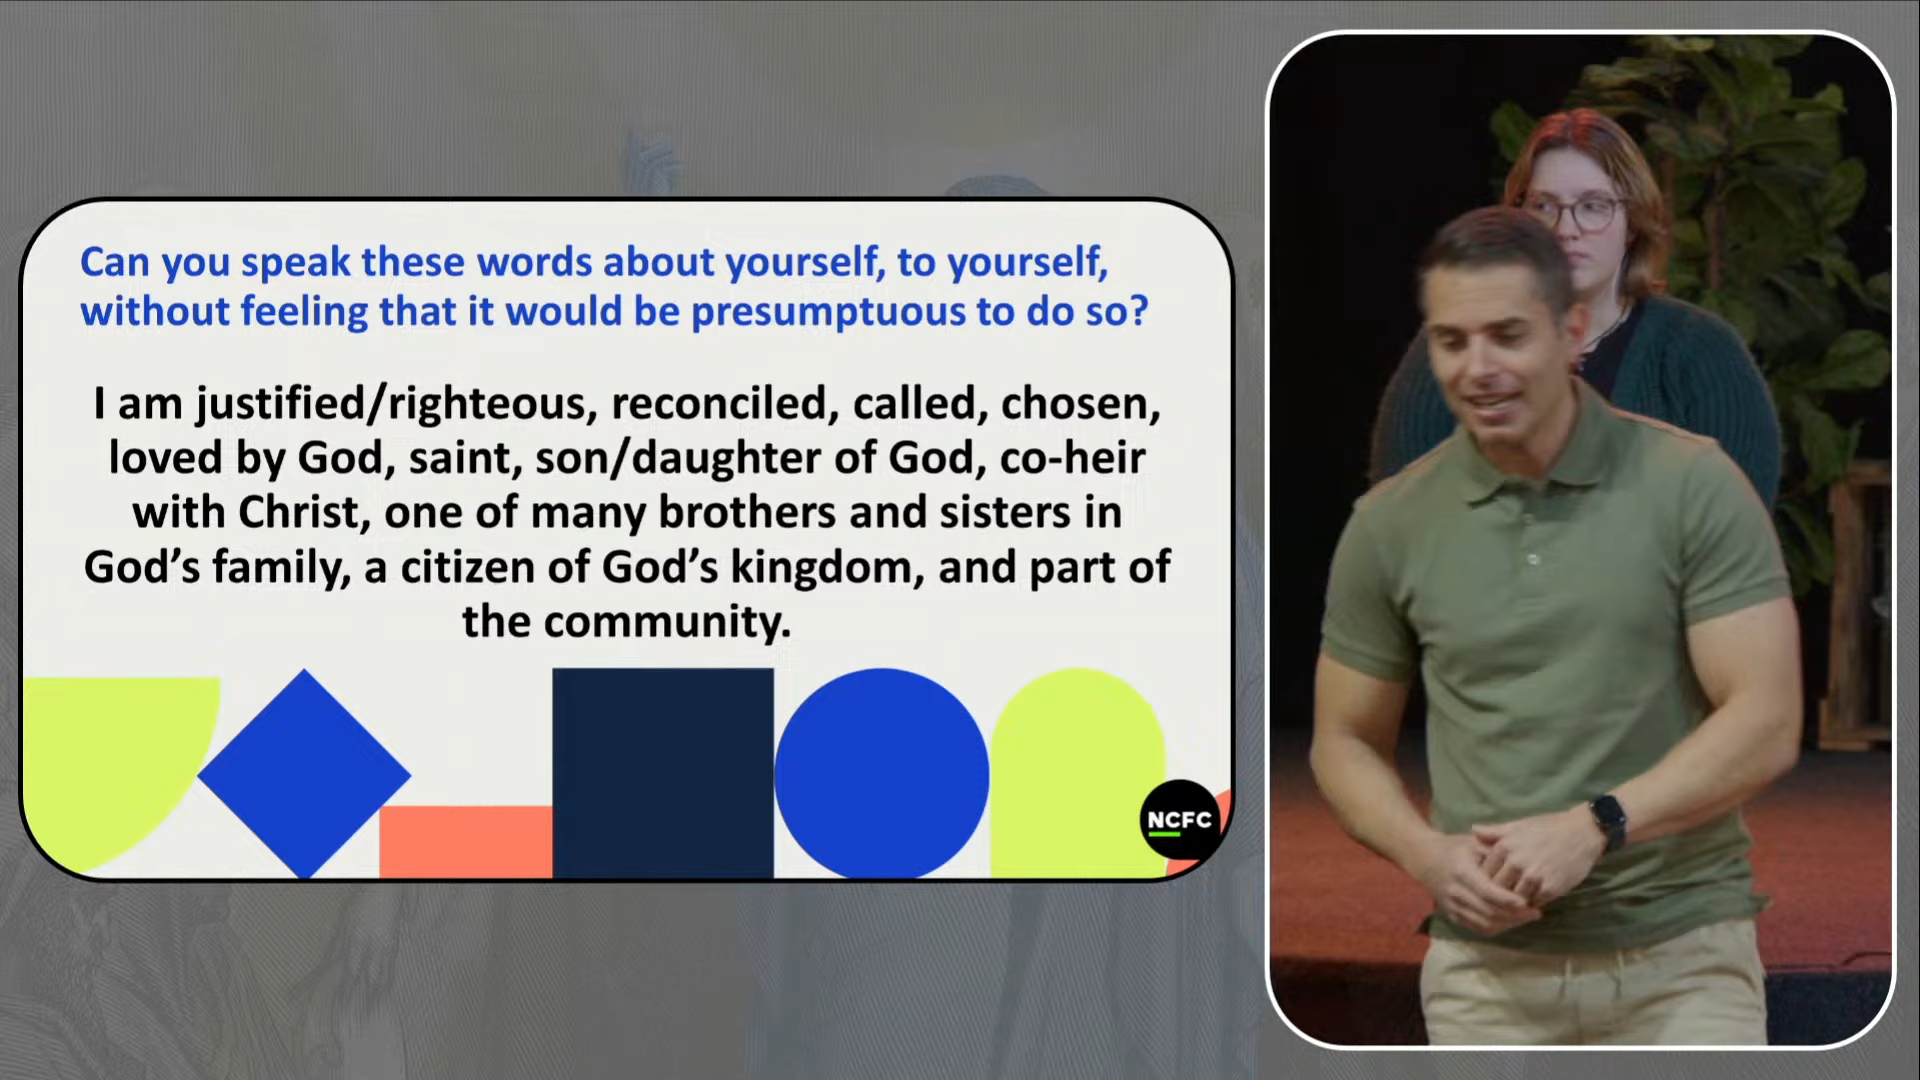 Can you speak these words about yourself, to yourself,
without feeling that it would be presumptuous to do so?
I am justified/righteous, reconciled, called, chosen,
loved by God, saint, son/daughter of God, co-heir
with Christ, one of many brothers and sisters in
God’s family, a citizen of God’s kingdom, and part of
the community.
NCFC